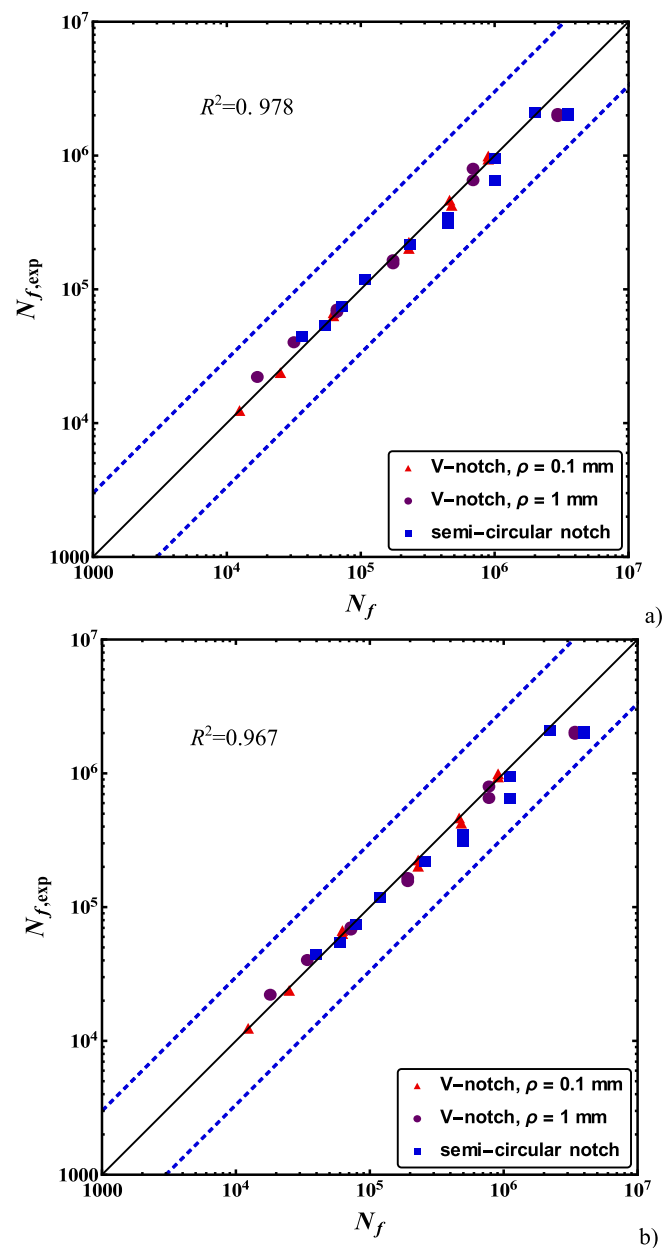 10^7
R^2=0. 978
10^6
N_{f,exp}
10^5
10^4
V−notch, ρ = 0.1 mm
V−notch, ρ = 1 mm
semi−circular notch
1000
1000 10^4 10^5 10^6 10^7
N_f
a)
10^7
R^2=0.967
10^6
N_{f,exp}
10^5
10^4
V−notch, ρ = 0.1 mm
V−notch, ρ = 1 mm
semi−circular notch
1000
1000 10^4 10^5 10^6 10^7
N_f
b)